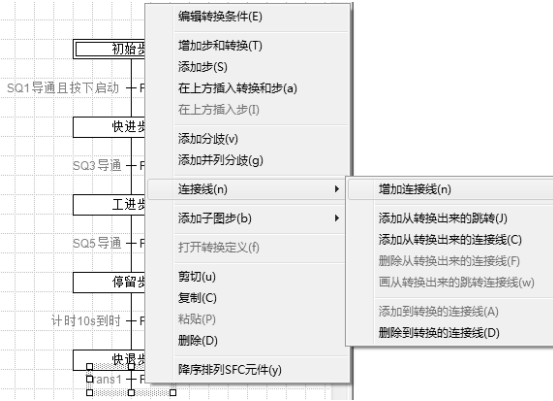 初始步
SQ1导通且按下启动
快进步
SQ3导通
工进步
SQ5导通
停留步
计时10s到时
快退步
rans1
编辑转换条件(E)
增加步和转换(T)
添加步(S)
在上方插入转换和步(a)
在上方插入步(I)
添加分歧(v)
添加并列分歧(g)
连接线(n)
添加子图步(b)
打开转换定义(f)
剪切(u)
复制(C)
粘贴(P)
删除(D)
降序排列SFC元件(y)
增加连接线(n)
添加从转换出来的跳转(J)
添加从转换出来的连接线(C)
删除从转换出来的连接线(F)
画从转换出来的跳转连接线(w)
添加到转换的连接线(A)
删除到转换的连接线(D)